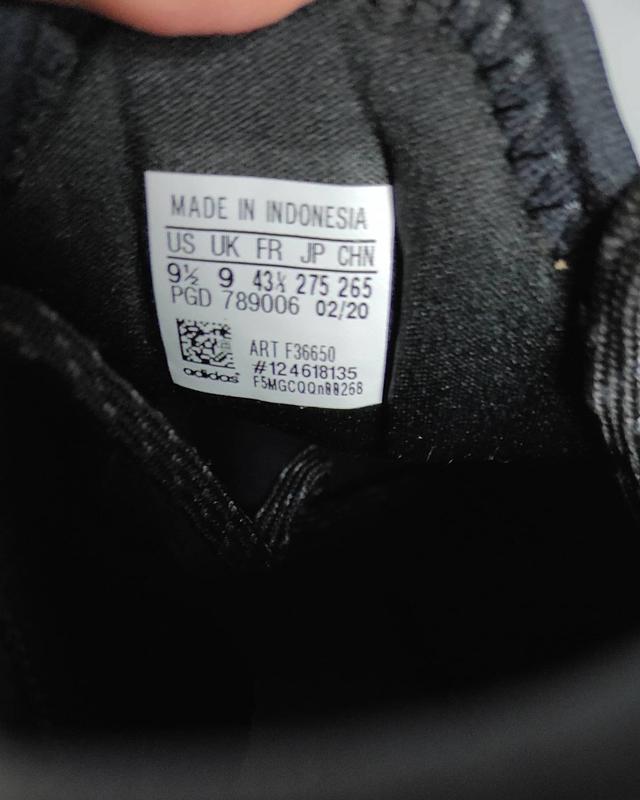 MADE IN INDONESIA
US UK FR JP CHN
9½ 9 43⅓ 275 265
PGD 789006 02/20
ART F36650
#124618135
adidas F5MGCQQn88268